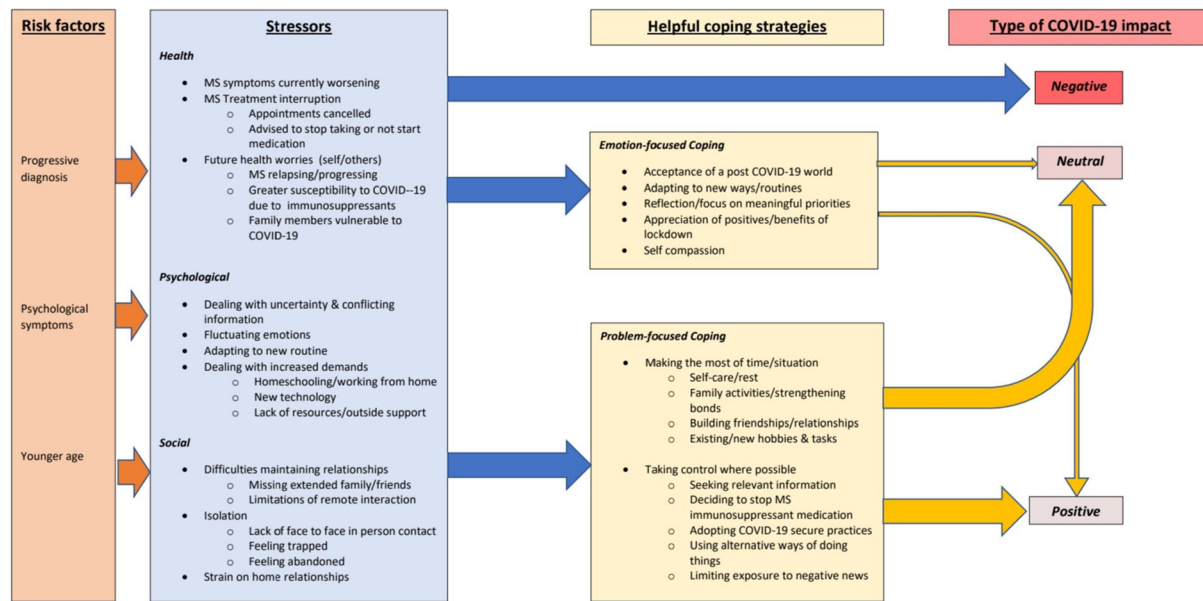 Risk factors
Progressive
diagnosis
Psychological
symptoms
Younger age
Stressors
Health
• MS symptoms currently worsening
• MS Treatment interruption
o Appointments cancelled
o Advised to stop taking or not start
medication
• Future health worries (self/others)
o MS relapsing/progressing
o Greater susceptibility to COVID--19
due to immunosuppressants
o Family members vulnerable to
COVID-19
Psychological
• Dealing with uncertainty & conflicting
information
• Fluctuating emotions
• Adapting to new routine
• Dealing with increased demands
o Homeschooling/working from home
o New technology
o Lack of resources/outside support
Social
• Difficulties maintaining relationships
o Missing extended family/friends
o Limitations of remote interaction
• Isolation
o Lack of face to face in person contact
o Feeling trapped
o Feeling abandoned
• Strain on home relationships
Helpful coping strategies
Emotion-focused Coping
• Acceptance of a post COVID-19 world
• Adapting to new ways/routines
• Reflection/focus on meaningful priorities
• Appreciation of positives/benefits of
lockdown
• Self compassion
Problem-focused Coping
• Making the most of time/situation
o Self-care/rest
o Family activities/strengthening
bonds
o Building friendships/relationships
o Existing/new hobbies & tasks
• Taking control where possible
o Seeking relevant information
o Deciding to stop MS
immunosuppressant medication
o Adopting COVID-19 secure practices
o Using alternative ways of doing
things
o Limiting exposure to negative news
Type of COVID-19 impact
Negative
Neutral
Positive